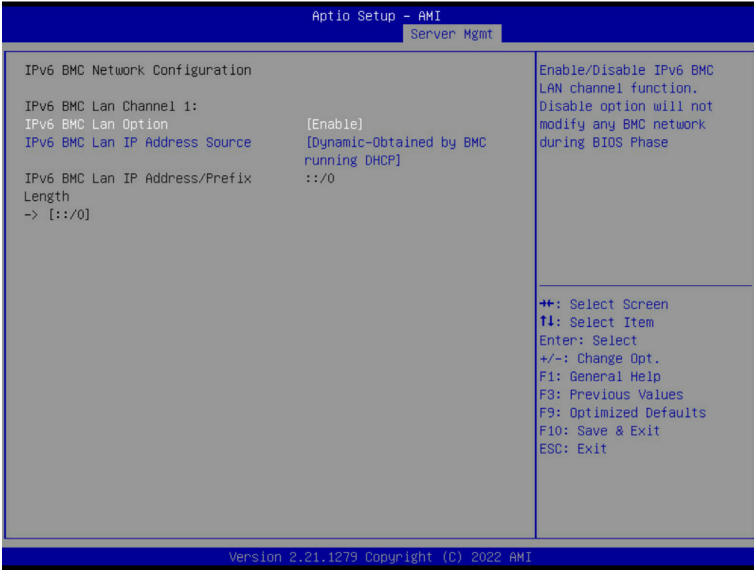 Aptio Setup – AMI
Server Mgmt
IPv6 BMC Network Configuration
IPv6 BMC Lan Channel 1:
IPv6 BMC Lan Option [Enable]
IPv6 BMC Lan IP Address Source [Dynamic-Obtained by BMC
running DHCP]
IPv6 BMC Lan IP Address/Prefix ::/0
Length
-> [::/0]
Enable/Disable IPv6 BMC
LAN channel function.
Disable option will not
modify any BMC network
during BIOS Phase
→←: Select Screen
↑↓: Select Item
Enter: Select
+/-: Change Opt.
F1: General Help
F3: Previous Values
F9: Optimized Defaults
F10: Save & Exit
ESC: Exit
Version 2.21.1279 Copyright (C) 2022 AMI